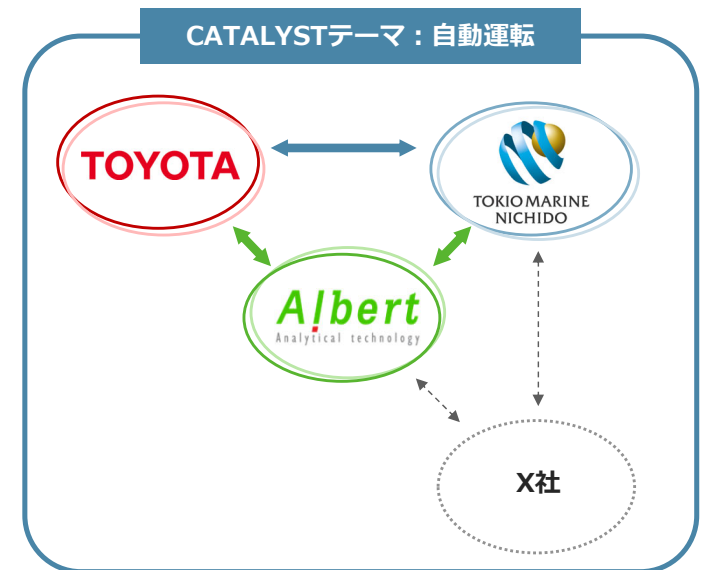 CATALYSTテーマ：自動運転
TOYOTA
TOKIO MARINE
NICHIDO
Albert
Analytical technology
X社